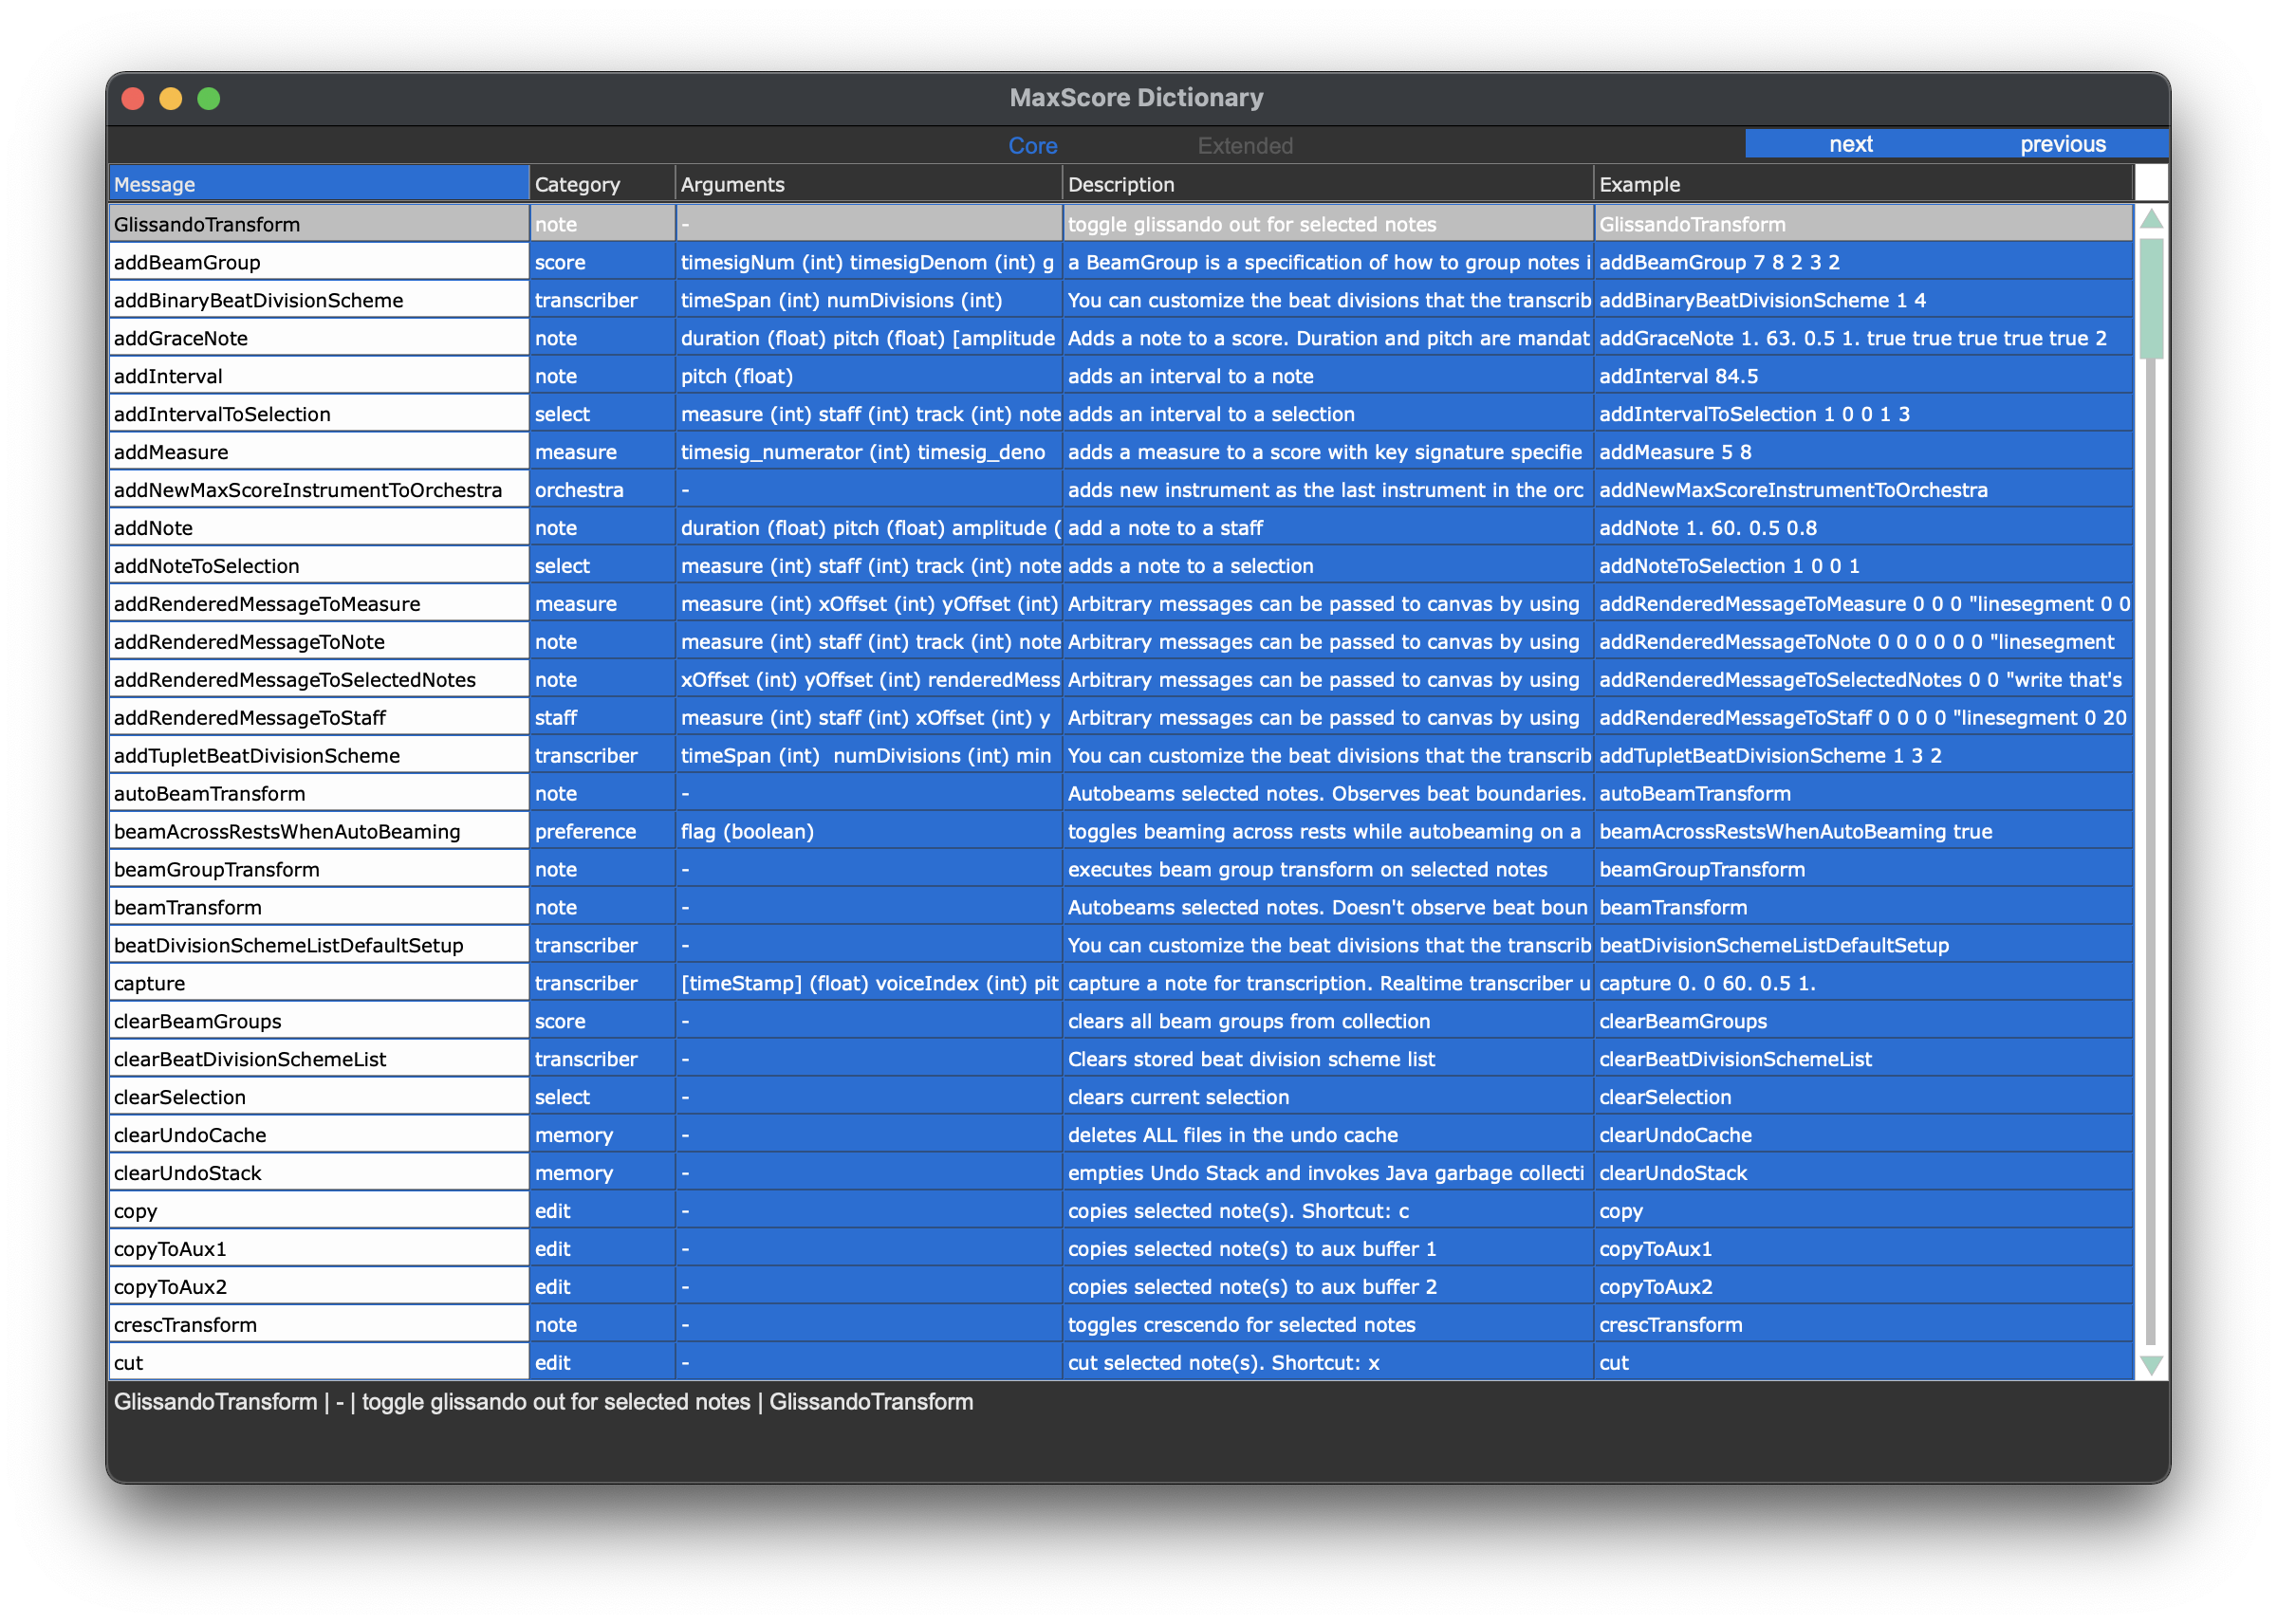 MaxScore Dictionary
Core Extended next previous
Message Category Arguments Description Example
GlissandoTransform note - toggle glissando out for selected notes GlissandoTransform
addBeamGroup score timesigNum (int) timesigDenom (int) g a BeamGroup is a specification of how to group notes i addBeamGroup 7 8 2 3 2
addBinaryBeatDivisionScheme transcriber timeSpan (int) numDivisions (int) You can customize the beat divisions that the transcrib addBinaryBeatDivisionScheme 1 4
addGraceNote note duration (float) pitch (float) [amplitude Adds a note to a score. Duration and pitch are mandat addGraceNote 1. 63. 0.5 1. true true true true true 2
addInterval note pitch (float) adds an interval to a note addInterval 84.5
addIntervalToSelection select measure (int) staff (int) track (int) note adds an interval to a selection addIntervalToSelection 1 0 0 1 3
addMeasure measure timesig_numerator (int) timesig_deno adds a measure to a score with key signature specifie addMeasure 5 8
addNewMaxScoreInstrumentToOrchestra orchestra - adds new instrument as the last instrument in the orc addNewMaxScoreInstrumentToOrchestra
addNote note duration (float) pitch (float) amplitude ( add a note to a staff addNote 1. 60. 0.5 0.8
addNoteToSelection select measure (int) staff (int) track (int) note adds a note to a selection addNoteToSelection 1 0 0 1
addRenderedMessageToMeasure measure measure (int) xOffset (int) yOffset (int) Arbitrary messages can be passed to canvas by using addRenderedMessageToMeasure 0 0 0 "linesegment 0 0
addRenderedMessageToNote note measure (int) staff (int) track (int) note Arbitrary messages can be passed to canvas by using addRenderedMessageToNote 0 0 0 0 0 0 "linesegment
addRenderedMessageToSelectedNotes note xOffset (int) yOffset (int) renderedMess Arbitrary messages can be passed to canvas by using addRenderedMessageToSelectedNotes 0 0 "write that's
addRenderedMessageToStaff staff measure (int) staff (int) xOffset (int) y Arbitrary messages can be passed to canvas by using addRenderedMessageToStaff 0 0 0 0 "linesegment 0 20
addTupletBeatDivisionScheme transcriber timeSpan (int)  numDivisions (int) min You can customize the beat divisions that the transcrib addTupletBeatDivisionScheme 1 3 2
autoBeamTransform note - Autobeams selected notes. Observes beat boundaries. autoBeamTransform
beamAcrossRestsWhenAutoBeaming preference flag (boolean) toggles beaming across rests while autobeaming on a beamAcrossRestsWhenAutoBeaming true
beamGroupTransform note - executes beam group transform on selected notes beamGroupTransform
beamTransform note - Autobeams selected notes. Doesn't observe beat boun beamTransform
beatDivisionSchemeListDefaultSetup transcriber - You can customize the beat divisions that the transcrib beatDivisionSchemeListDefaultSetup
capture transcriber [timeStamp] (float) voiceIndex (int) pit capture a note for transcription. Realtime transcriber u capture 0. 0 60. 0.5 1.
clearBeamGroups score - clears all beam groups from collection clearBeamGroups
clearBeatDivisionSchemeList transcriber - Clears stored beat division scheme list clearBeatDivisionSchemeList
clearSelection select - clears current selection clearSelection
clearUndoCache memory - deletes ALL files in the undo cache clearUndoCache
clearUndoStack memory - empties Undo Stack and invokes Java garbage collecti clearUndoStack
copy edit - copies selected note(s). Shortcut: c copy
copyToAux1 edit - copies selected note(s) to aux buffer 1 copyToAux1
copyToAux2 edit - copies selected note(s) to aux buffer 2 copyToAux2
crescTransform note - toggles crescendo for selected notes crescTransform
cut edit - cut selected note(s). Shortcut: x cut
GlissandoTransform | - | toggle glissando out for selected notes | GlissandoTransform